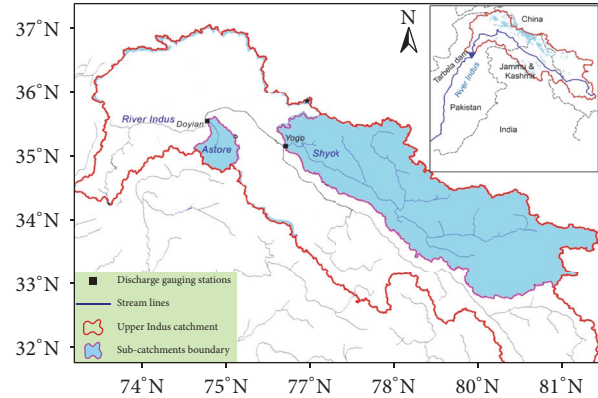 N
China
Tarbela dam
River Indus
Jammu &
Kashmir
Pakistan
India
37°N
36°N
35°N
34°N
33°N
32°N
River Indus
Doyian
Astore
Yogo
Shyok
Discharge gauging stations
Stream lines
Upper Indus catchment
Sub-catchments boundary
74°N
75°N
77°N
78°N
80°N
81°N